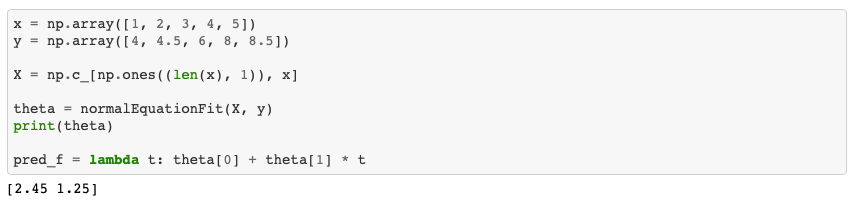 x = np.array([1, 2, 3, 4, 5])
y = np.array([4, 4.5, 6, 8, 8.5])
X = np.c_[np.ones((len(x), 1)), x]
theta = normalEquationFit(X, y)
print(theta)
pred_f = lambda t: theta[0] + theta[1] * t
[2.45 1.25]